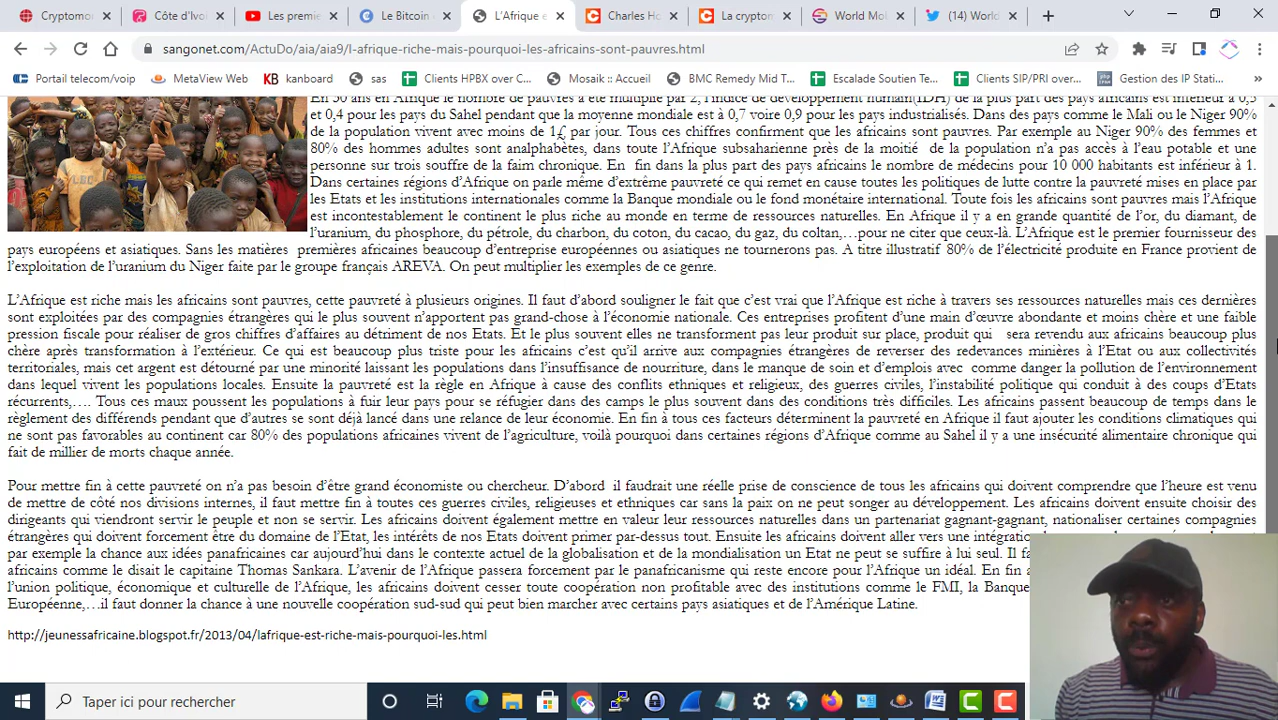 Cryptomo
Côte d'Ivo
Les premie
Le Bitcoin
L'Afrique e
Charles Ho
La cryptom
World Mo
(14) World
sangonet.com/ActuDo/aia/aia9/l-afrique-riche-mais-pourquoi-les-africains-sont-pauvres.html
Portail telecom/voip
MetaView Web
KB kanboard
sas
Clients HPBX over C...
Mosaik :: Accueil
BMC Remedy Mid T...
Escalade Soutien Te...
Clients SIP/PRI over...
Gestion des IP Stati...
En 50 ans en Afrique le nombre de pauvres a été multiplié par 2, l'indice de développement humain(IDH) de la plus part des pays africains est inférieur à 0,5
et 0,4 pour les pays du Sahel pendant que la moyenne mondiale est à 0,7 voire 0,9 pour les pays industrialisés. Dans des pays comme le Mali ou le Niger 90%
de la population vivent avec moins de 1£ par jour. Tous ces chiffres confirment que les africains sont pauvres. Par exemple au Niger 90% des femmes et
80% des hommes adultes sont analphabètes, dans toute l'Afrique subsaharienne près de la moitié de la population n'a pas accès à l'eau potable et une
personne sur trois souffre de la faim chronique. En fin dans la plus part des pays africains le nombre de médecins pour 10 000 habitants est inférieur à 1.
Dans certaines régions d'Afrique on parle même d'extrême pauvreté ce qui remet en cause toutes les politiques de lutte contre la pauvreté mises en place par
les Etats et les institutions internationales comme la Banque mondiale ou le fond monétaire international. Toute fois les africains sont pauvres mais l'Afrique
est incontestablement le continent le plus riche au monde en terme de ressources naturelles. En Afrique il y a en grande quantité de l'or, du diamant, de
l'uranium, du phosphore, du pétrole, du charbon, du coton, du cacao, du gaz, du coltan,…pour ne citer que ceux-là. L'Afrique est le premier fournisseur des
pays européens et asiatiques. Sans les matières premières africaines beaucoup d'entreprise européennes ou asiatiques ne tournerons pas. A titre illustratif 80% de l'électricité produite en France provient de
l'exploitation de l'uranium du Niger faite par le groupe français AREVA. On peut multiplier les exemples de ce genre.
L'Afrique est riche mais les africains sont pauvres, cette pauvreté à plusieurs origines. Il faut d'abord souligner le fait que c'est vrai que l'Afrique est riche à travers ses ressources naturelles mais ces dernières
sont exploitées par des compagnies étrangères qui le plus souvent n'apportent pas grand-chose à l'économie nationale. Ces entreprises profitent d'une main d'œuvre abondante et moins chère et une faible
pression fiscale pour réaliser de gros chiffres d'affaires au détriment de nos Etats. Et le plus souvent elles ne transforment pas leur produit sur place, produit qui sera revendu aux africains beaucoup plus
chère après transformation à l'extérieur. Ce qui est beaucoup plus triste pour les africains c'est qu'il arrive aux compagnies étrangères de reverser des redevances minières à l'Etat ou aux collectivités
territoriales, mais cet argent est détourné par une minorité laissant les populations dans l'insuffisance de nourriture, dans le manque de soin et d'emplois avec comme danger la pollution de l'environnement
dans lequel vivent les populations locales. Ensuite la pauvreté est la règle en Afrique à cause des conflits ethniques et religieux, des guerres civiles, l'instabilité politique qui conduit à des coups d'Etats
récurrents,…. Tous ces maux poussent les populations à fuir leur pays pour se réfugier dans des camps le plus souvent dans des conditions très difficiles. Les africains passent beaucoup de temps dans le
règlement des différends pendant que d'autres se sont déjà lancé dans une relance de leur économie. En fin à tous ces facteurs déterminent la pauvreté en Afrique il faut ajouter les conditions climatiques qui
ne sont pas favorables au continent car 80% des populations africaines vivent de l'agriculture, voilà pourquoi dans certaines régions d'Afrique comme au Sahel il y a une insécurité alimentaire chronique qui
fait de millier de morts chaque année.
Pour mettre fin à cette pauvreté on n'a pas besoin d'être grand économiste ou chercheur. D'abord il faudrait une réelle prise de conscience de tous les africains qui doivent comprendre que l'heure est venu
de mettre de côté nos divisions internes, il faut mettre fin à toutes ces guerres civiles, religieuses et ethniques car sans la paix on ne peut songer au développement. Les africains doivent ensuite choisir des
dirigeants qui viendront servir le peuple et non se servir. Les africains doivent également mettre en valeur leur ressources naturelles dans un partenariat gagnant-gagnant, nationaliser certaines compagnies
étrangères qui doivent forcement être du domaine de l'Etat, les intérêts de nos Etats doivent primer par-dessus tout. Ensuite les africains doivent aller vers une intégration
par exemple la chance aux idées panafricaines car aujourd'hui dans le contexte actuel de la globalisation et de la mondialisation un Etat ne peut se suffire à lui seul. Il f
africains comme le disait le capitaine Thomas Sankara. L'avenir de l'Afrique passera forcement par le panafricanisme qui reste encore pour l'Afrique un idéal. En fin a
l'union politique, économique et culturelle de l'Afrique, les africains doivent cesser toute coopération non profitable avec des institutions comme le FMI, la Banque
Européenne,…il faut donner la chance à une nouvelle coopération sud-sud qui peut bien marcher avec certains pays asiatiques et de l'Amérique Latine.
http://jeunessafricaine.blogspot.fr/2013/04/lafrique-est-riche-mais-pourquoi-les.html
Taper ici pour rechercher